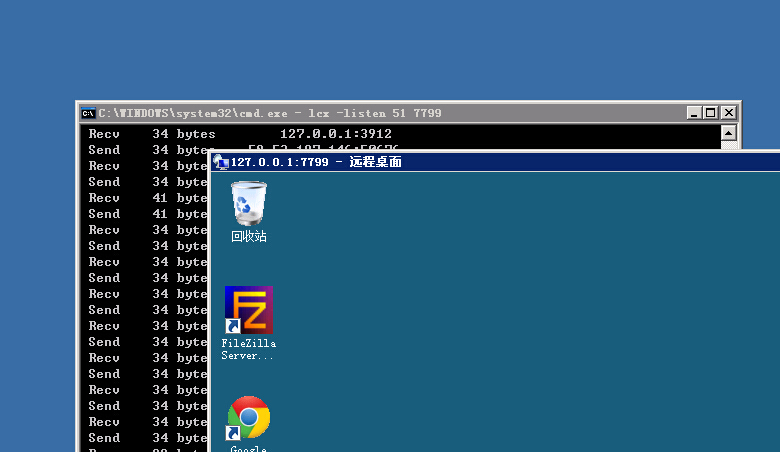 C:\WINDOWS\system32\cmd.exe - lcx -listen 51 7799
Recv 34 bytes 127.0.0.1:3912
Send 34 bytes
Recv 34 byte
Send 34 byte
Recv 41 byte
Send 41 byte
Recv 34 byte
Send 34 byte
Recv 34 byte
Send 34 byte
Recv 34 byte
Send 34 byte
Recv 34 byte
Send 34 byte
Recv 34 byte
Send 34 byte
Recv 34 byte
Send 34 byte
Recv 34 byte
Send 34 byte
127.0.0.1:7799 - 远程桌面
回收站
FileZilla
Server...
Google